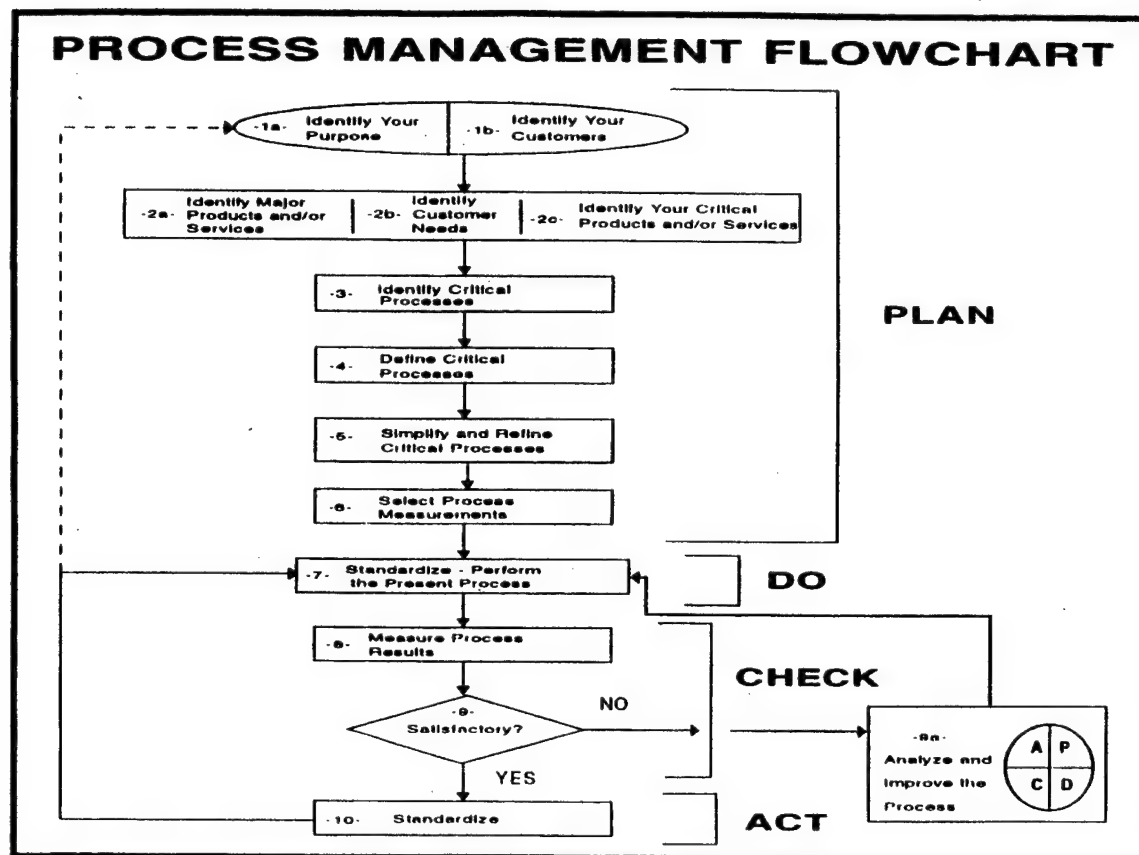 PROCESS MANAGEMENT FLOWCHART
-1a- Identify Your
Purpose
-1b- Identify Your
Customers
-2a- Identify Major
Products and/or
Services
-2b- Identify
Customer
Needs
-2c- Identify Your Critical
Products and/or Services
-3- Identify Critical
Processes
PLAN
-4- Define Critical
Processes
-5- Simplify and Refine
Critical Processes
-6- Select Process
Measurements
-7- Standardize - Perform
the Present Process
DO
-8- Measure Process
Results
CHECK
-9-
Satisfactory?
NO
YES
-9a-
Analyze and
Improve the
Process
A P
C D
-10- Standardize
ACT